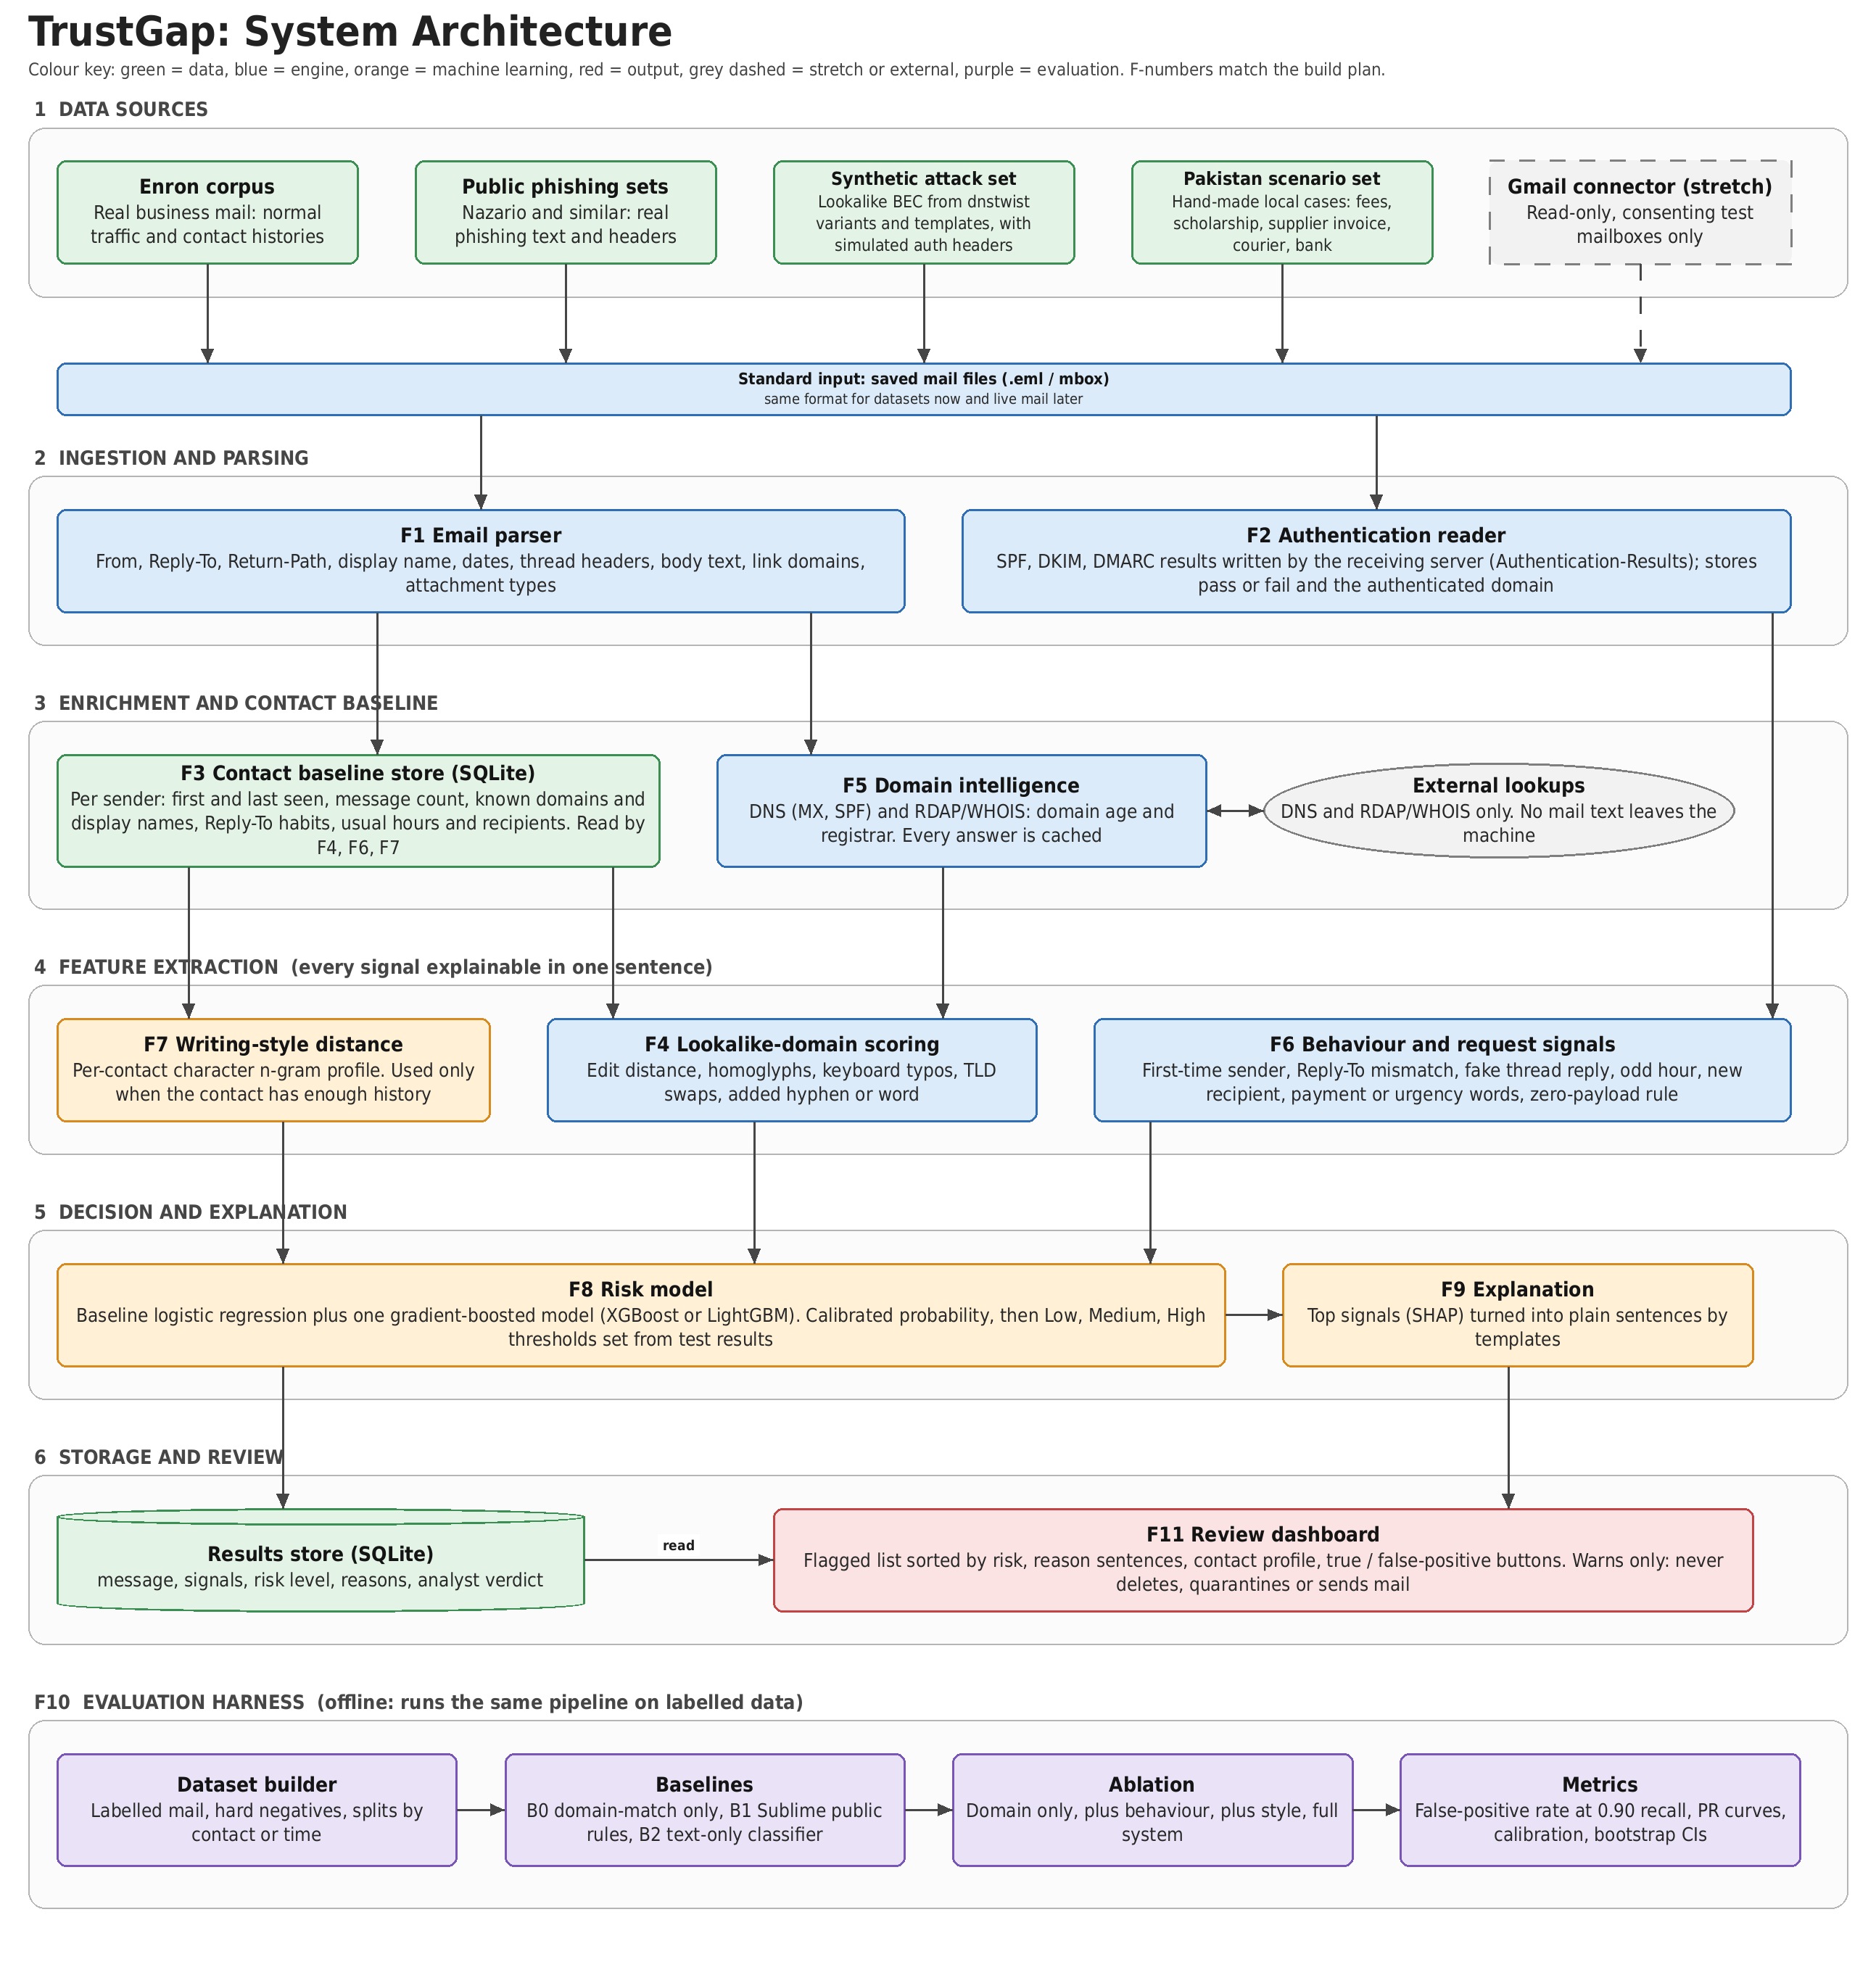 TrustGap: System Architecture
Colour key: green = data, blue = engine, orange = machine learning, red = output, grey dashed = stretch or external, purple = evaluation. F-numbers match the build plan.
1 DATA SOURCES
Enron corpus
Real business mail: normal
traffic and contact histories
Public phishing sets
Nazario and similar: real
phishing text and headers
Synthetic attack set
Lookalike BEC from dnstwist
variants and templates, with
simulated auth headers
Pakistan scenario set
Hand-made local cases: fees,
scholarship, supplier invoice,
courier, bank
Gmail connector (stretch)
Read-only, consenting test
mailboxes only
Standard input: saved mail files (.eml / mbox)
same format for datasets now and live mail later
2 INGESTION AND PARSING
F1 Email parser
From, Reply-To, Return-Path, display name, dates, thread headers, body text, link domains,
attachment types
F2 Authentication reader
SPF, DKIM, DMARC results written by the receiving server (Authentication-Results); stores
pass or fail and the authenticated domain
3 ENRICHMENT AND CONTACT BASELINE
F3 Contact baseline store (SQLite)
Per sender: first and last seen, message count, known domains and
display names, Reply-To habits, usual hours and recipients. Read by
F4, F6, F7
F5 Domain intelligence
DNS (MX, SPF) and RDAP/WHOIS: domain age and
registrar. Every answer is cached
External lookups
DNS and RDAP/WHOIS only. No mail text leaves the
machine
4 FEATURE EXTRACTION (every signal explainable in one sentence)
F7 Writing-style distance
Per-contact character n-gram profile. Used only
when the contact has enough history
F4 Lookalike-domain scoring
Edit distance, homoglyphs, keyboard typos, TLD
swaps, added hyphen or word
F6 Behaviour and request signals
First-time sender, Reply-To mismatch, fake thread reply, odd hour, new
recipient, payment or urgency words, zero-payload rule
5 DECISION AND EXPLANATION
F8 Risk model
Baseline logistic regression plus one gradient-boosted model (XGBoost or LightGBM). Calibrated probability, then Low, Medium, High
thresholds set from test results
F9 Explanation
Top signals (SHAP) turned into plain sentences by
templates
6 STORAGE AND REVIEW
Results store (SQLite)
message, signals, risk level, reasons, analyst verdict
read
F11 Review dashboard
Flagged list sorted by risk, reason sentences, contact profile, true / false-positive buttons. Warns only: never
deletes, quarantines or sends mail
F10 EVALUATION HARNESS (offline: runs the same pipeline on labelled data)
Dataset builder
Labelled mail, hard negatives, splits by
contact or time
Baselines
B0 domain-match only, B1 Sublime public
rules, B2 text-only classifier
Ablation
Domain only, plus behaviour, plus style, full
system
Metrics
False-positive rate at 0.90 recall, PR curves,
calibration, bootstrap CIs